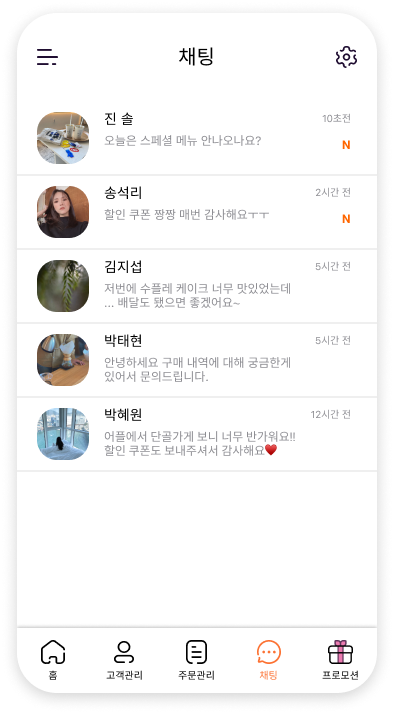 채팅
진 솔
10초전
오늘은 스페셜 메뉴 안나오나요?
N
송석리
2시간 전
할인 쿠폰 짱짱 매번 감사해요ㅜㅜ
N
김지섭
5시간 전
저번에 수플레 케이크 너무 맛있었는데
... 배달도 됐으면 좋겠어요~
박태현
5시간 전
안녕하세요 구매 내역에 대해 궁금한게
있어서 문의드립니다.
박혜원
12시간 전
어플에서 단골가게 보니 너무 반가워요!!
할인 쿠폰도 보내주셔서 감사해요♥️
홈
고객관리
주문관리
채팅
프로모션